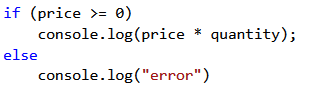 if (price >= 0)
    console.log(price * quantity);
else
    console.log("error")